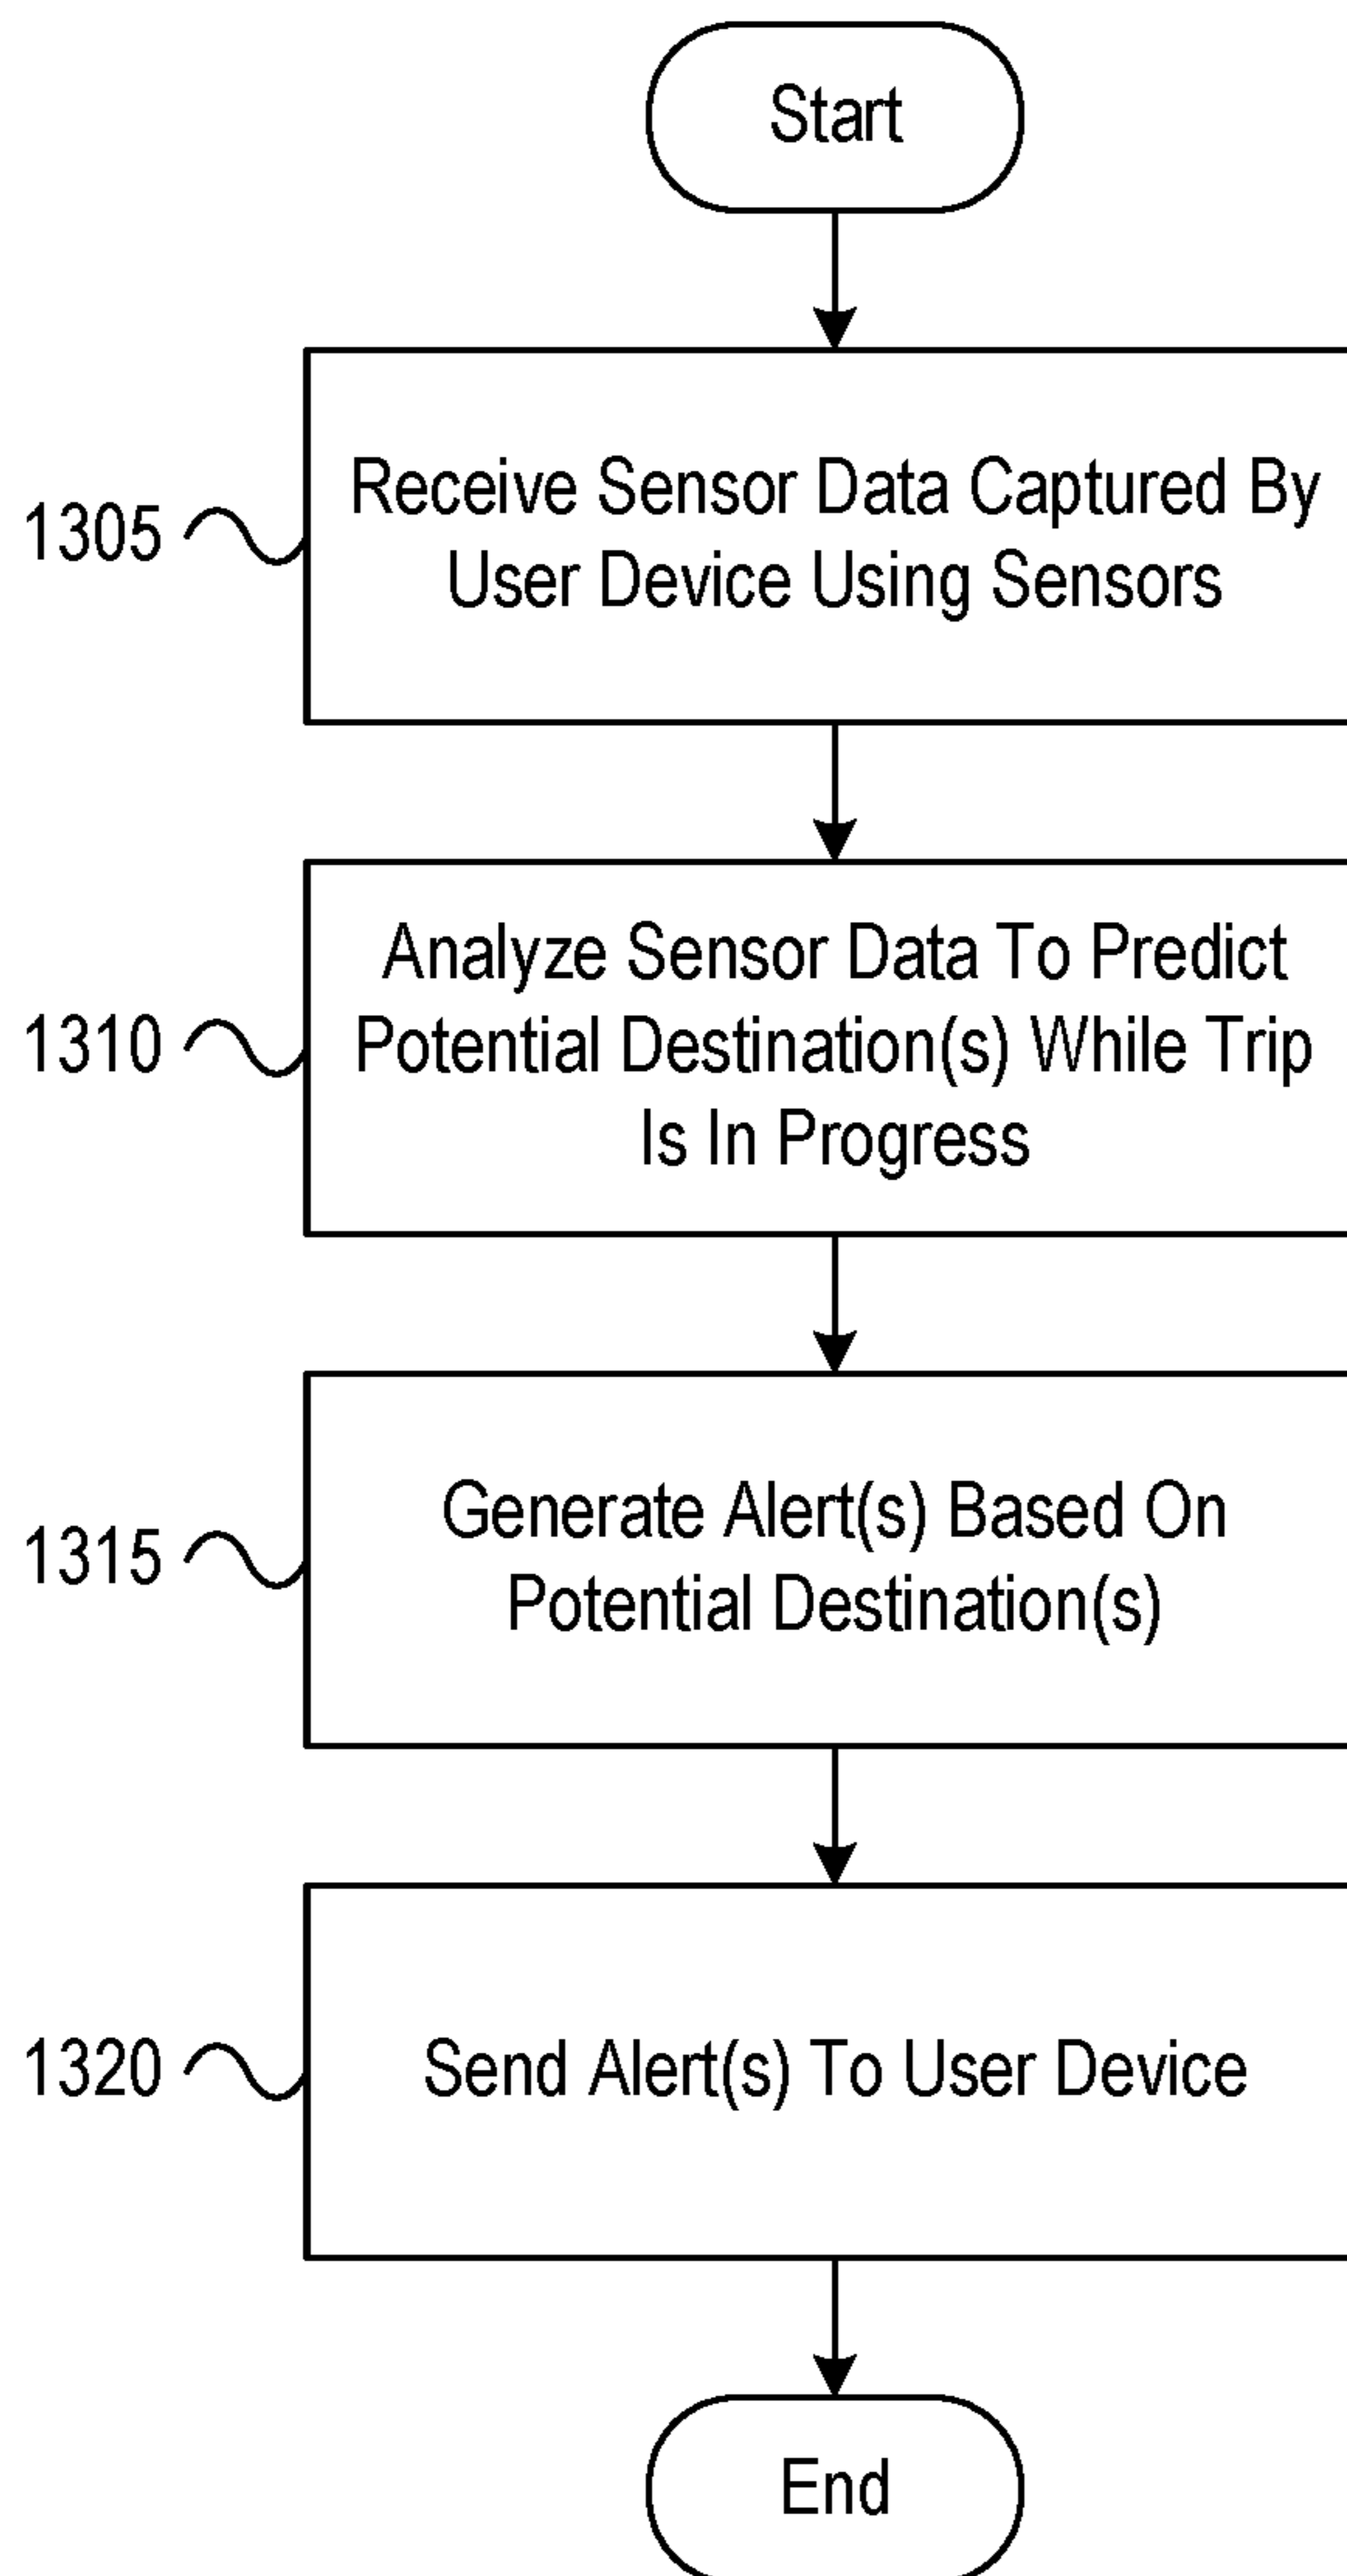 Start
1305
Receive Sensor Data Captured By
User Device Using Sensors
1310
Analyze Sensor Data To Predict
Potential Destination(s) While Trip
Is In Progress
1315
Generate Alert(s) Based On
Potential Destination(s)
1320
Send Alert(s) To User Device
End